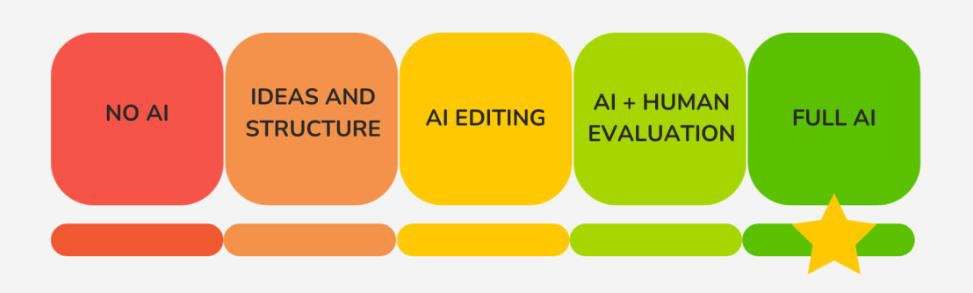 NO AI
IDEAS AND
STRUCTURE
AI EDITING
AI + HUMAN
EVALUATION
FULL AI